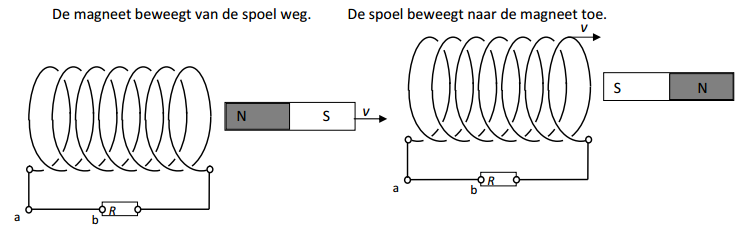 De magneet beweegt van de spoel weg.
De spoel beweegt naar de magneet toe.
N S v
a
b
R
v
S N
a
b
R